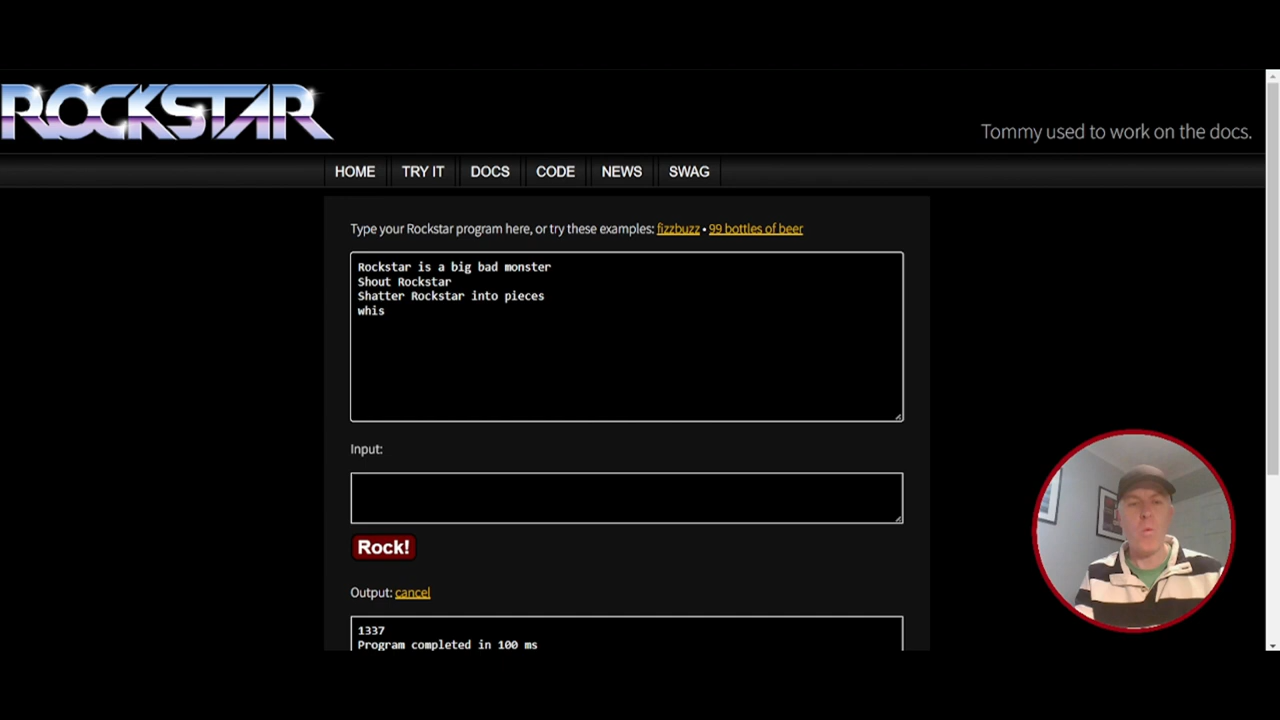 ROCKSTAR
Tommy used to work on the docs.
HOME TRY IT DOCS CODE NEWS SWAG
Type your Rockstar program here, or try these examples: fizzbuzz • 99 bottles of beer
Rockstar is a big bad monster
Shout Rockstar
Shatter Rockstar into pieces
whis
Input:
Rock!
Output: cancel
1337
Program completed in 100 ms